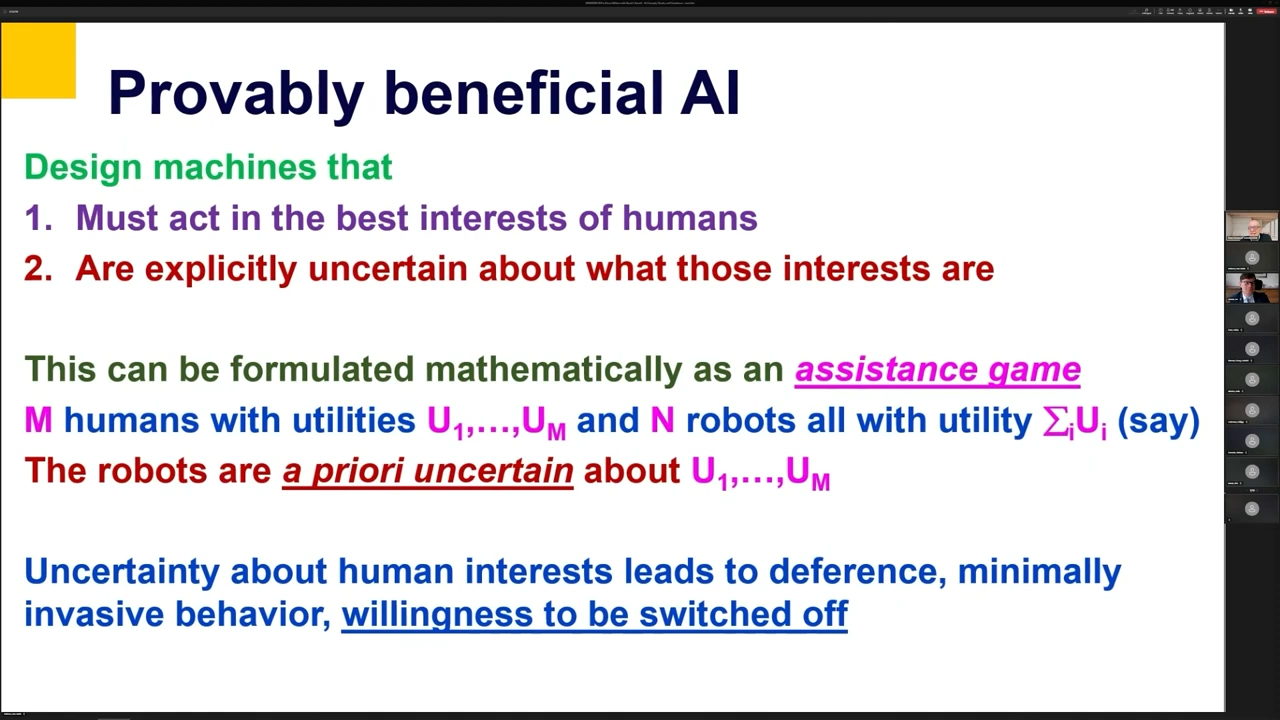 Provably beneficial AI
Design machines that
1. Must act in the best interests of humans
2. Are explicitly uncertain about what those interests are
This can be formulated mathematically as an assistance game
M humans with utilities U1,…,UM and N robots all with utility ∑iUi (say)
The robots are a priori uncertain about U1,…,UM
Uncertainty about human interests leads to deference, minimally
invasive behavior, willingness to be switched off